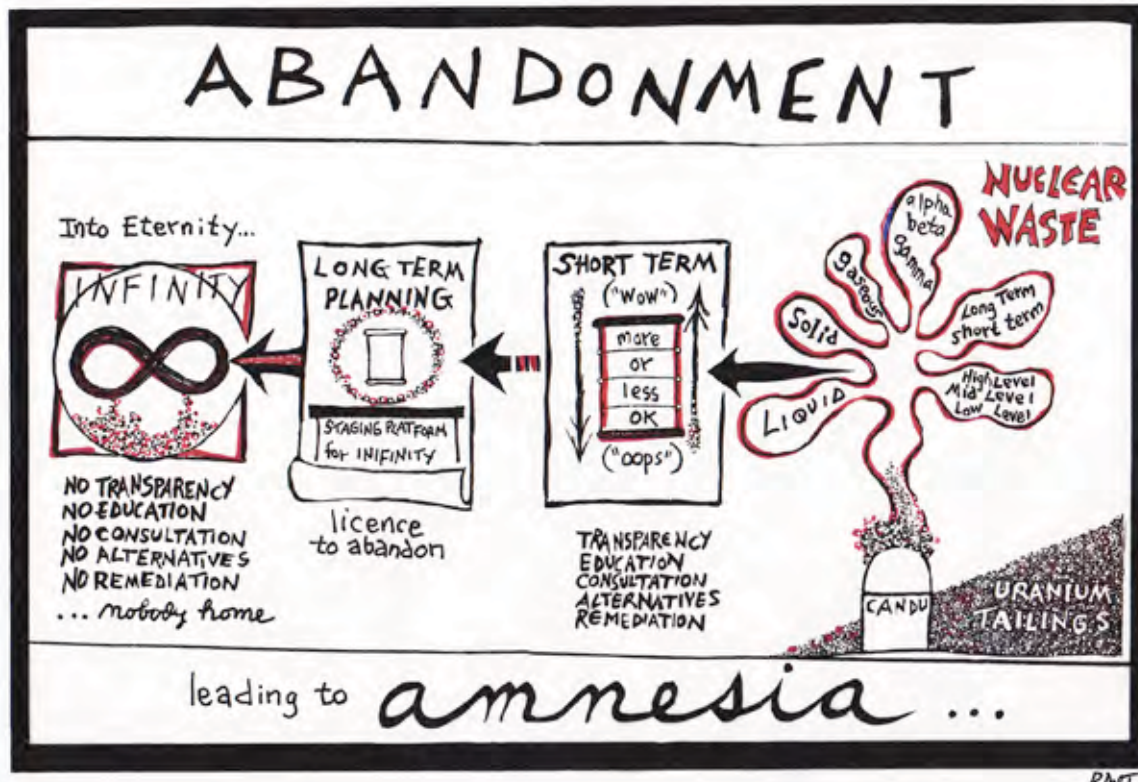 ABANDONMENT
NUCLEAR
WASTE
Into Eternity...
INFINITY
NO TRANSPARENCY
NO EDUCATION
NO CONSULTATION
NO ALTERNATIVES
NO REMEDIATION
... nobody home
LONG TERM
PLANNING
STAGING PLATFORM
for INIFINITY
licence
to abandon
SHORT TERM
("WOW")
more
or
less
OK
("OOPS")
TRANSPARENCY
EDUCATION
CONSULTATION
ALTERNATIVES
REMEDIATION
LIQUID
Solid
gaseous
alpha
beta
gamma
Long Term
short term
High Level
Mid Level
Low Level
CANDU
URANIUM
TAILINGS
leading to amnesia ...